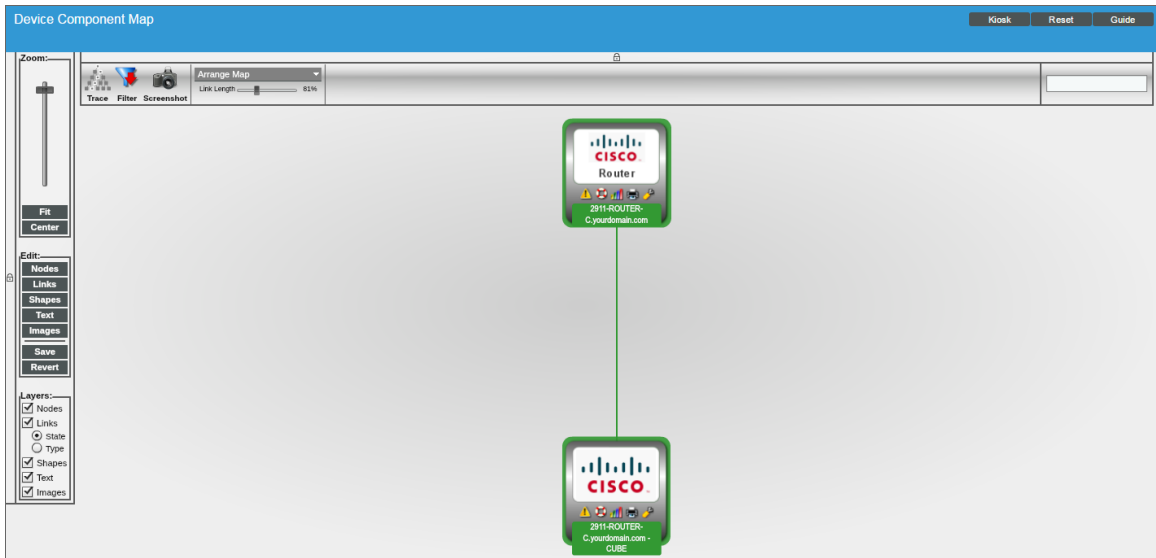 Device Component Map
Kiosk
Reset
Guide
Zoom:
Fit
Center
Edit:
Nodes
Links
Shapes
Text
Images
Save
Revert
Layers:
Nodes
Links
State
Type
Shapes
Text
Images
Trace
Filter
Screenshot
Arrange Map
Link Length
81%
CISCO
Router
2911-ROUTER-
C.yourdomain.com
CISCO
2911-ROUTER-
C.yourdomain.com -
CUBE